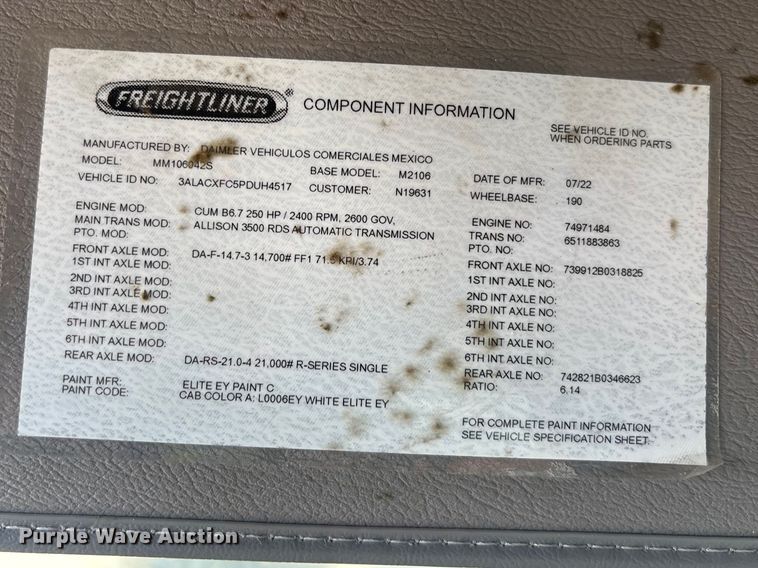 FREIGHTLINER
COMPONENT INFORMATION
SEE VEHICLE ID NO.
WHEN ORDERING PARTS
MANUFACTURED BY: DAIMLER VEHICULOS COMERCIALES MEXICO
MODEL: MM106042S BASE MODEL: M2106 DATE OF MFR: 07/22
VEHICLE ID NO: 3ALACXFC5PDUH4517 CUSTOMER: N19631 WHEELBASE: 190
ENGINE MOD: CUM B6.7 250 HP / 2400 RPM, 2600 GOV, ENGINE NO: 74971484
MAIN TRANS MOD: ALLISON 3500 RDS AUTOMATIC TRANSMISSION TRANS NO: 6511883863
PTO. MOD: PTO. NO:
FRONT AXLE MOD: DA-F-14.7-3 14,700# FF1 71.5 KPI/3.74 FRONT AXLE NO: 739912B0318825
1ST INT AXLE MOD: 1ST INT AXLE NO:
2ND INT AXLE MOD: 2ND INT AXLE NO:
3RD INT AXLE MOD: 3RD INT AXLE NO:
4TH INT AXLE MOD: 4TH INT AXLE NO:
5TH INT AXLE MOD: 5TH INT AXLE NO:
6TH INT AXLE MOD: 6TH INT AXLE NO:
REAR AXLE MOD: DA-RS-21.0-4 21,000# R-SERIES SINGLE REAR AXLE NO: 742821B0346623
RATIO: 6.14
PAINT MFR: ELITE EY PAINT C
PAINT CODE: CAB COLOR A: L0006EY WHITE ELITE EY
FOR COMPLETE PAINT INFORMATION
SEE VEHICLE SPECIFICATION SHEET.
Purple Wave Auction